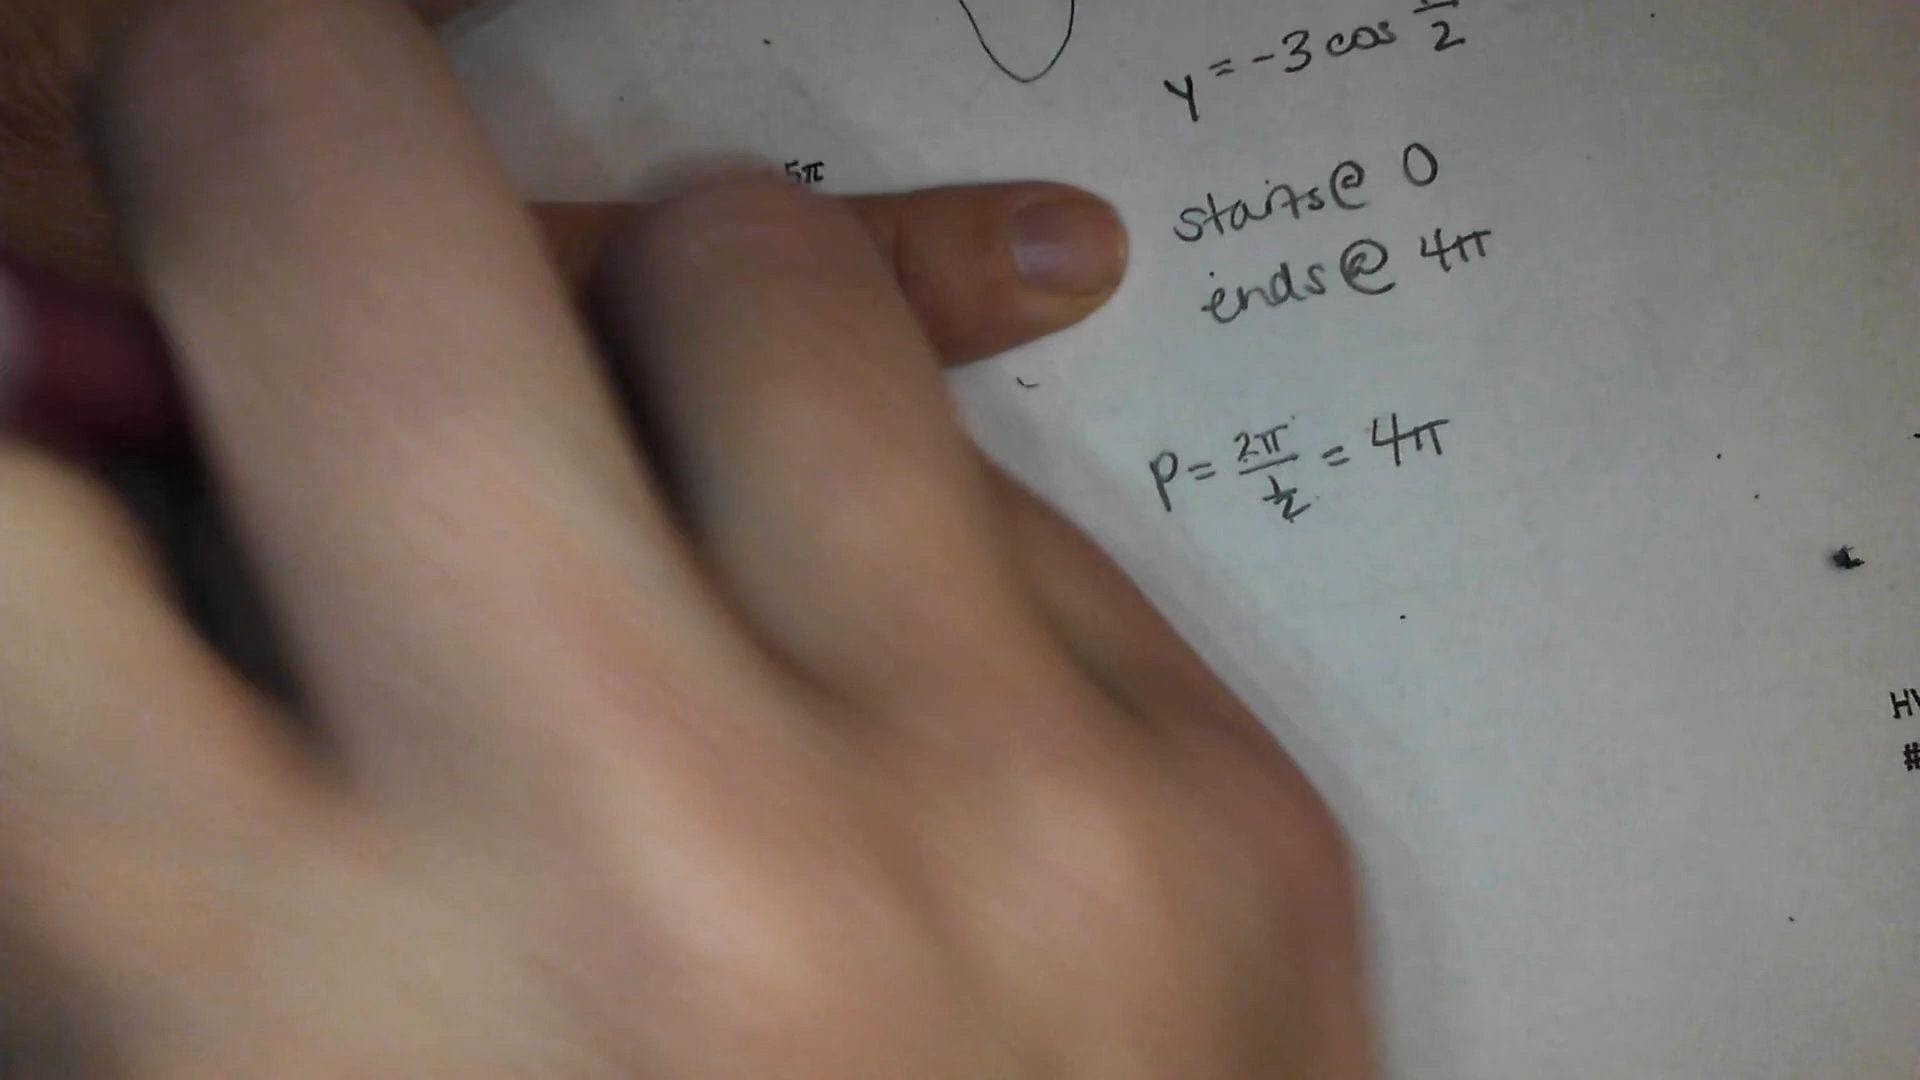 y = -3 cos /2
5π
starts @ 0
ends @ 4π
P = 2π/(1/2) = 4π
#